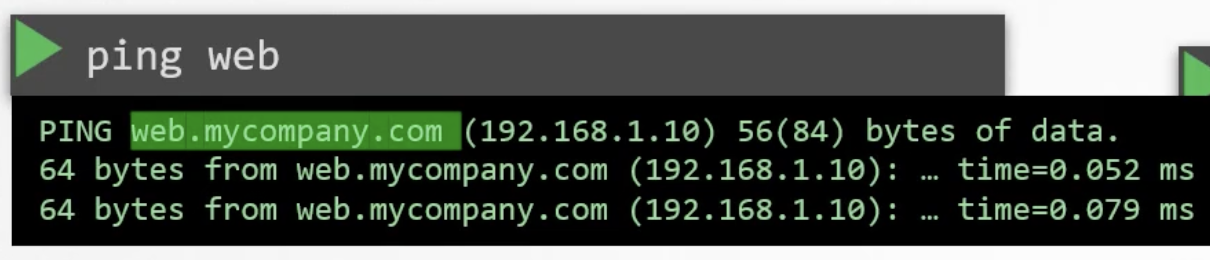 ping web
PING web.mycompany.com (192.168.1.10) 56(84) bytes of data.
64 bytes from web.mycompany.com (192.168.1.10): … time=0.052 ms
64 bytes from web.mycompany.com (192.168.1.10): … time=0.079 ms